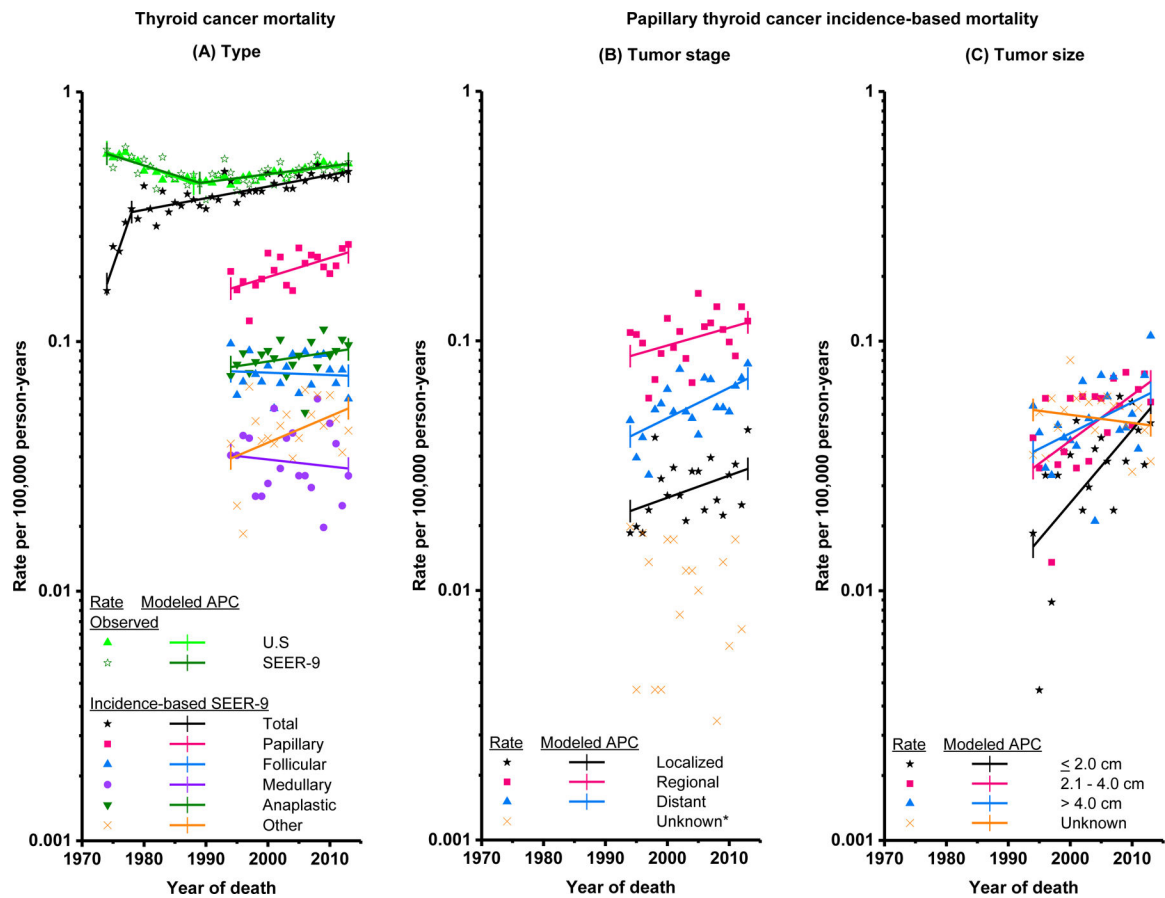 Thyroid cancer mortality
Papillary thyroid cancer incidence-based mortality
(A) Type
Rate per 100,000 person-years
1
0.1
0.01
0.001
1970 1980 1990 2000 2010
Year of death
Rate Modeled APC
Observed
U.S
SEER-9
Incidence-based SEER-9
Total
Papillary
Follicular
Medullary
Anaplastic
Other
(B) Tumor stage
Rate per 100,000 person-years
1
0.1
0.01
0.001
1970 1980 1990 2000 2010
Year of death
Rate Modeled APC
Localized
Regional
Distant
Unknown*
(C) Tumor size
Rate per 100,000 person-years
1
0.1
0.01
0.001
1970 1980 1990 2000 2010
Year of death
Rate Modeled APC
≤ 2.0 cm
2.1 - 4.0 cm
> 4.0 cm
Unknown